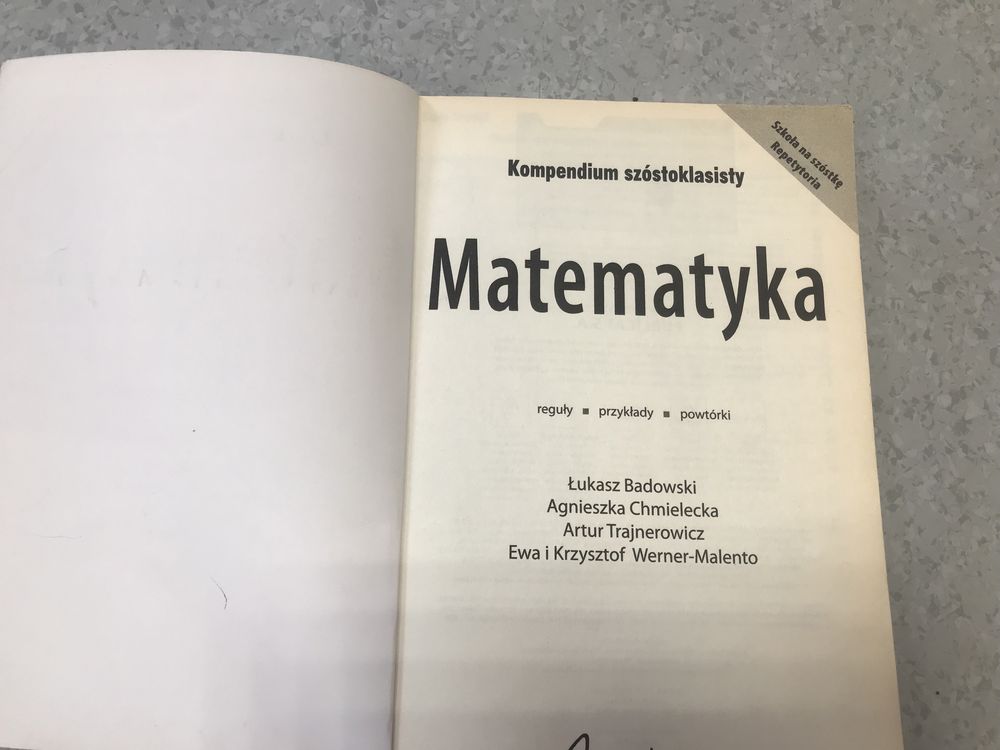 Szkoła na szóstkę
Repetytoria
Kompendium szóstoklasisty
Matematyka
reguły ■ przykłady ■ powtórki
Łukasz Badowski
Agnieszka Chmielecka
Artur Trajnerowicz
Ewa i Krzysztof Werner-Malento